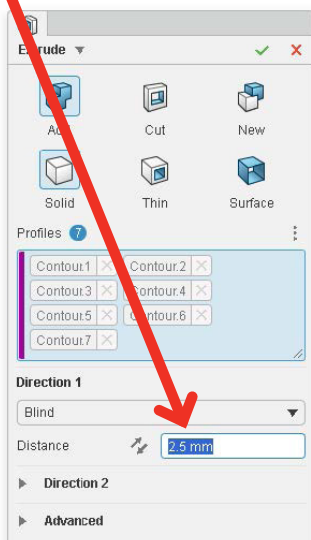 Extrude
Add Cut New
Solid Thin Surface
Profiles 7
Contour.1 Contour.2
Contour.3 Contour.4
Contour.5 Contour.6
Contour.7
Direction 1
Blind
Distance 2.5 mm
Direction 2
Advanced